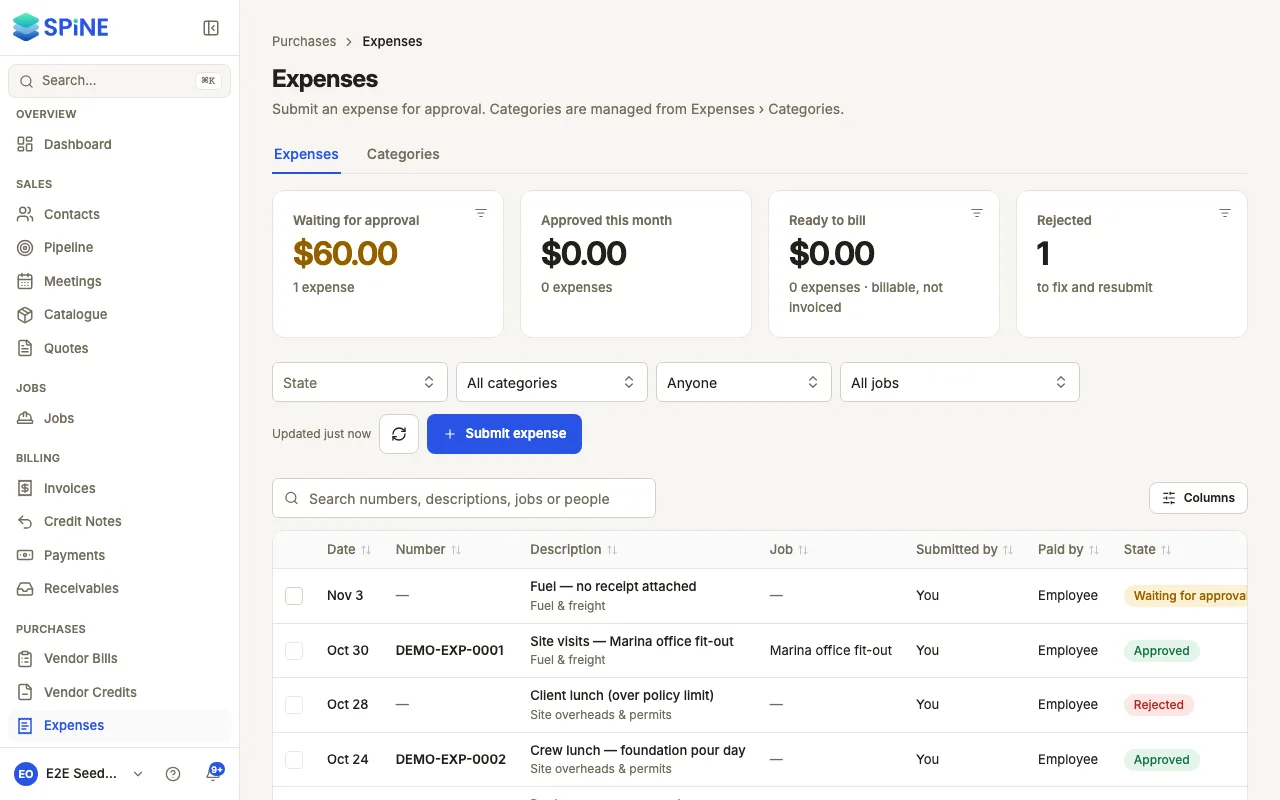 SPiNE
Search... ⌘K
OVERVIEW
Dashboard
SALES
Contacts
Pipeline
Meetings
Catalogue
Quotes
JOBS
Jobs
BILLING
Invoices
Credit Notes
Payments
Receivables
PURCHASES
Vendor Bills
Vendor Credits
Expenses
EO E2E Seed... 9+
Purchases › Expenses
Expenses
Submit an expense for approval. Categories are managed from Expenses › Categories.
Expenses Categories
Waiting for approval
$60.00
1 expense
Approved this month
$0.00
0 expenses
Ready to bill
$0.00
0 expenses · billable, not
invoiced
Rejected
1
to fix and resubmit
State All categories Anyone All jobs
Updated just now + Submit expense
Search numbers, descriptions, jobs or people Columns
Date Number Description Job Submitted by Paid by State
Nov 3 — Fuel — no receipt attached — You Employee Waiting for approval
Fuel & freight
Oct 30 DEMO-EXP-0001 Site visits — Marina office fit-out Marina office fit-out You Employee Approved
Fuel & freight
Oct 28 — Client lunch (over policy limit) — You Employee Rejected
Site overheads & permits
Oct 24 DEMO-EXP-0002 Crew lunch — foundation pour day — You Employee Approved
Site overheads & permits